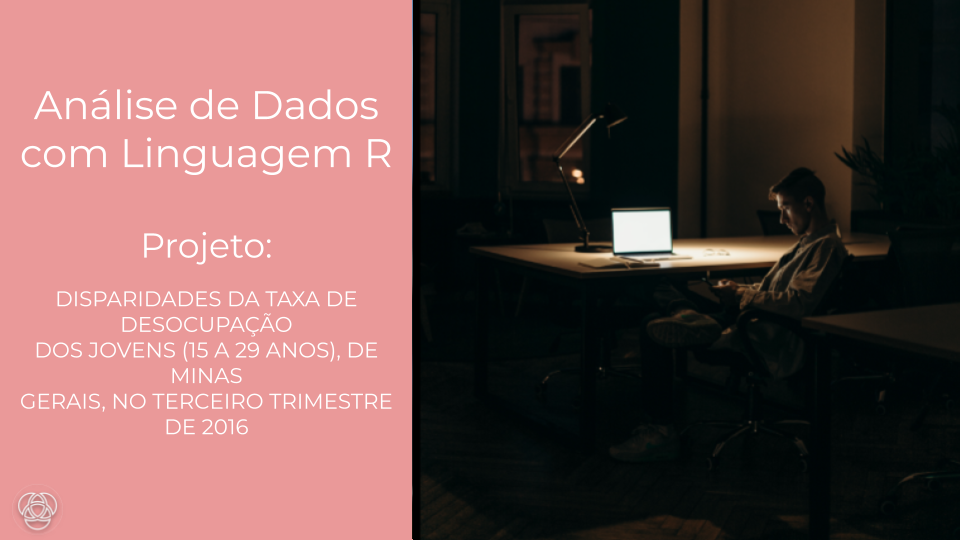 Análise de Dados
com Linguagem R
Projeto:
DISPARIDADES DA TAXA DE
DESOCUPAÇÃO
DOS JOVENS (15 A 29 ANOS), DE
MINAS
GERAIS, NO TERCEIRO TRIMESTRE
DE 2016